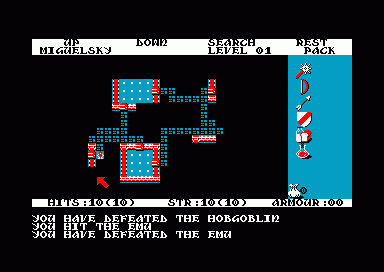 UP DOWN SEARCH REST
MIGUELSKY LEVEL 01 PACK
0
HITS:10(10) STR:10(10) ARMOUR:00
YOU HAVE DEFEATED THE HOBGOBLIN
YOU HIT THE EMU
YOU HAVE DEFEATED THE EMU